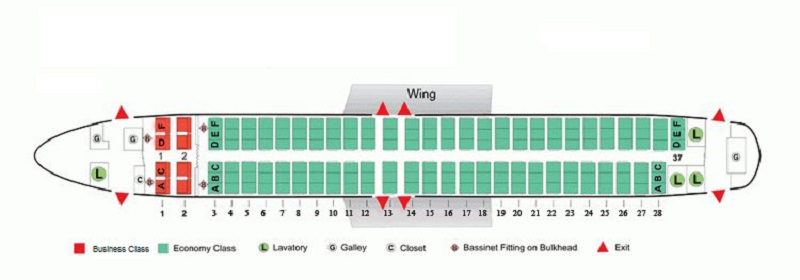 Wing
G G F D E F D E F L
D
1 2 37 G
L C C A A B C A B C L L
1 2 3 4 5 6 7 8 9 10 11 12 13 14 15 16 17 18 19 20 21 22 23 24 25 26 27 28
Business Class Economy Class L Lavatory G Galley C Closet B Bassinet Fitting on Bulkhead Exit